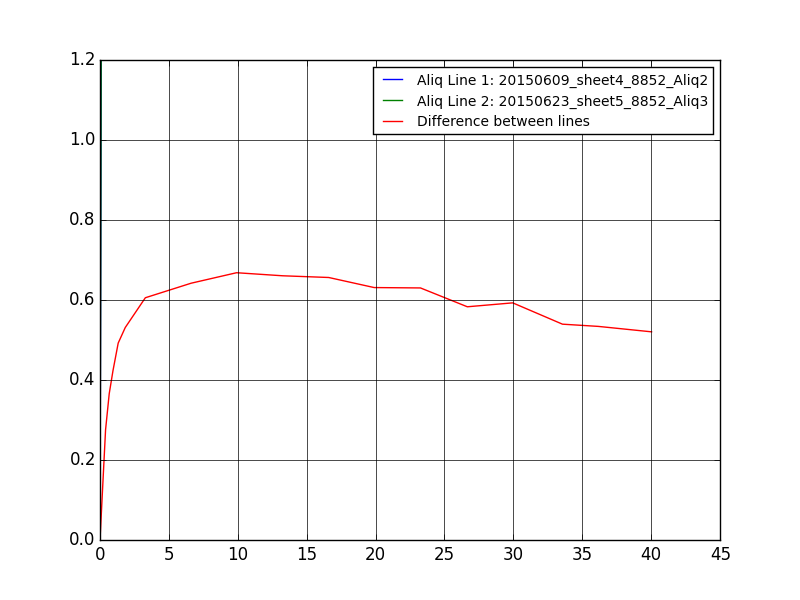 1.2
1.0
0.8
0.6
0.4
0.2
0.0
0 5 10 15 20 25 30 35 40 45
Aliq Line 1: 20150609_sheet4_8852_Aliq2
Aliq Line 2: 20150623_sheet5_8852_Aliq3
Difference between lines